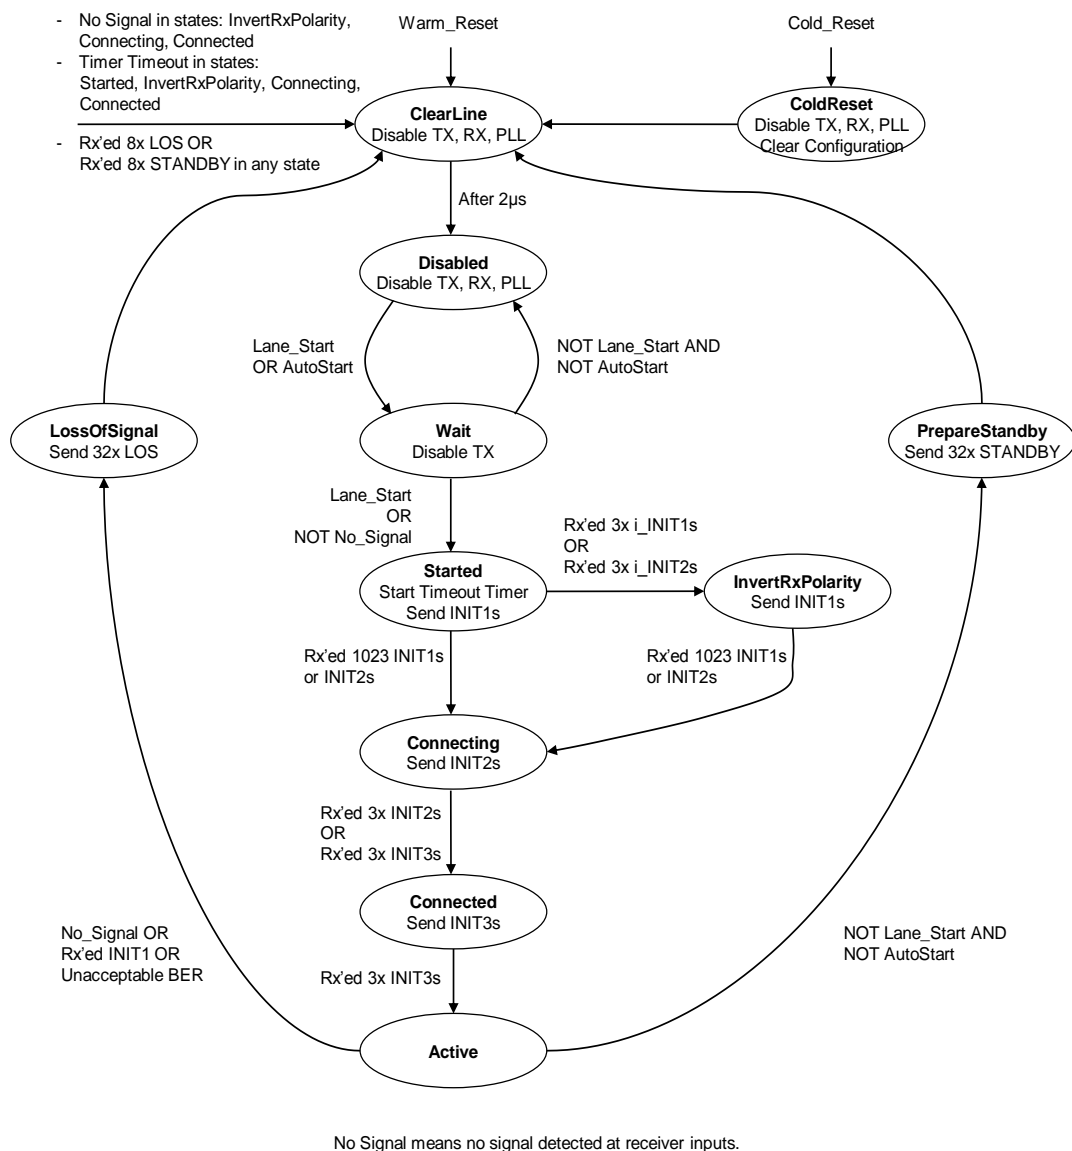 - No Signal in states: InvertRxPolarity,
Connecting, Connected
- Timer Timeout in states:
Started, InvertRxPolarity, Connecting,
Connected
- Rx'ed 8x LOS OR
Rx'ed 8x STANDBY in any state
Warm_Reset
Cold_Reset
ClearLine
Disable TX, RX, PLL
ColdReset
Disable TX, RX, PLL
Clear Configuration
After 2µs
Disabled
Disable TX, RX, PLL
Lane_Start
OR AutoStart
NOT Lane_Start AND
NOT AutoStart
LossOfSignal
Send 32x LOS
Wait
Disable TX
PrepareStandby
Send 32x STANDBY
Lane_Start
OR
NOT No_Signal
Rx'ed 3x i_INIT1s
OR
Rx'ed 3x i_INIT2s
Started
Start Timeout Timer
Send INIT1s
InvertRxPolarity
Send INIT1s
Rx'ed 1023 INIT1s
or INIT2s
Rx'ed 1023 INIT1s
or INIT2s
Connecting
Send INIT2s
Rx'ed 3x INIT2s
OR
Rx'ed 3x INIT3s
Connected
Send INIT3s
No_Signal OR
Rx'ed INIT1 OR
Unacceptable BER
NOT Lane_Start AND
NOT AutoStart
Rx'ed 3x INIT3s
Active
No Signal means no signal detected at receiver inputs.